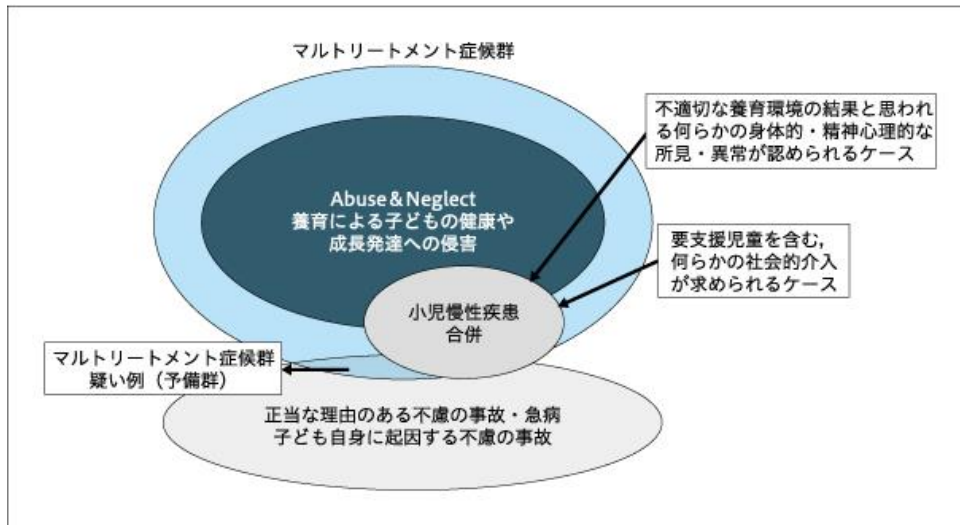 マルトリートメント症候群
不適切な養育環境の結果と思われ
る何らかの身体的・精神心理的な
所見・異常が認められるケース
Abuse&Neglect
養育による子どもの健康や
成長発達への侵害
要支援児童を含む,
何らかの社会的介入
が求められるケース
小児慢性疾患
合併
マルトリートメント症候群
疑い例（予備群）
正当な理由のある不慮の事故・急病
子ども自身に起因する不慮の事故